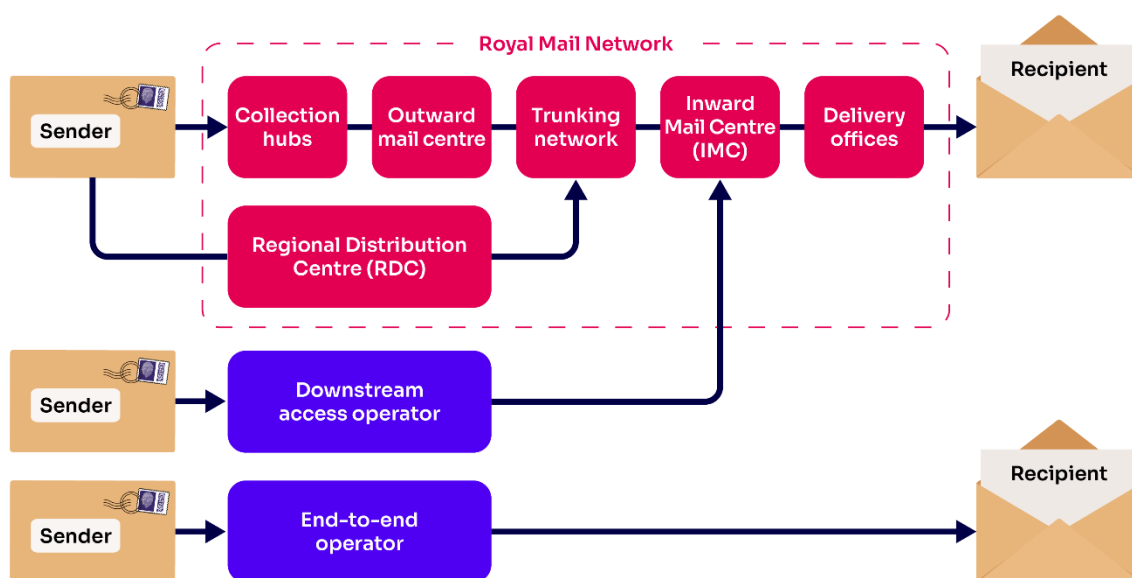 Royal Mail Network
Sender
Collection
hubs
Outward
mail centre
Trunking
network
Inward
Mail Centre
(IMC)
Delivery
offices
Recipient
Regional Distribution
Centre (RDC)
Sender
Downstream
access operator
Sender
End-to-end
operator
Recipient